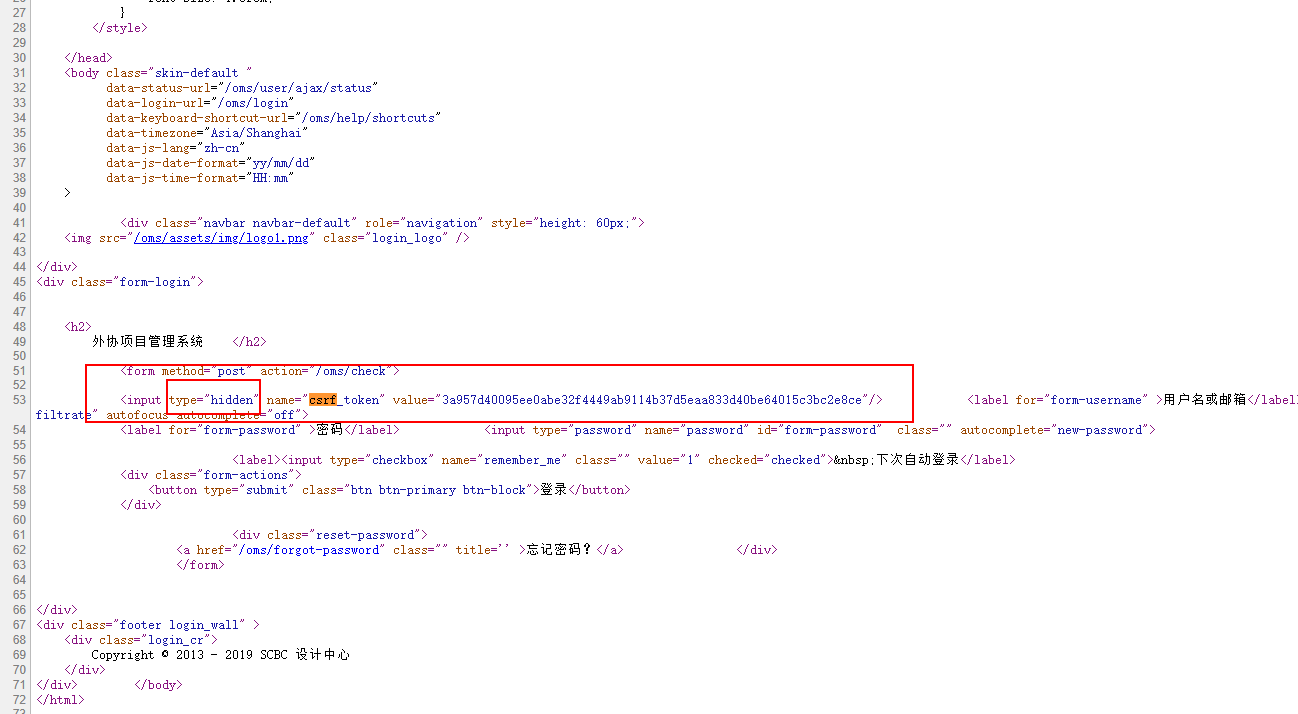 27 }
28 </style>
29
30 </head>
31 <body class="skin-default "
32 data-status-url="/oms/user/ajax/status"
33 data-login-url="/oms/login"
34 data-keyboard-shortcut-url="/oms/help/shortcuts"
35 data-timezone="Asia/Shanghai"
36 data-js-lang="zh-cn"
37 data-js-date-format="yy/mm/dd"
38 data-js-time-format="HH:mm"
39 >
40
41 <div class="navbar navbar-default" role="navigation" style="height: 60px;">
42 <img src="/oms/assets/img/logo1.png" class="login_logo" />
43
44 </div>
45 <div class="form-login">
46
47
48 <h2>
49 外协项目管理系统 </h2>
50
51 <form method="post" action="/oms/check">
52
53 <input type="hidden" name="csrf_token" value="3a957d40095ee0abe32f4449ab9114b37d5eaa833d40be64015c3bc2e8ce"/> <label for="form-username" >用户名或邮箱</label
filtrate" autofocus autocomplete="off">
54 <label for="form-password" >密码</label> <input type="password" name="password" id="form-password" class="" autocomplete="new-password">
55
56 <label><input type="checkbox" name="remember_me" class="" value="1" checked="checked">&nbsp;下次自动登录</label>
57 <div class="form-actions">
58 <button type="submit" class="btn btn-primary btn-block">登录</button>
59 </div>
60
61 <div class="reset-password">
62 <a href="/oms/forgot-password" class="" title='' >忘记密码？</a> </div>
63 </form>
64
65
66 </div>
67 <div class="footer login_wall" >
68 <div class="login_cr">
69 Copyright © 2013 - 2019 SCBC 设计中心
70 </div>
71 </div> </body>
72 </html>